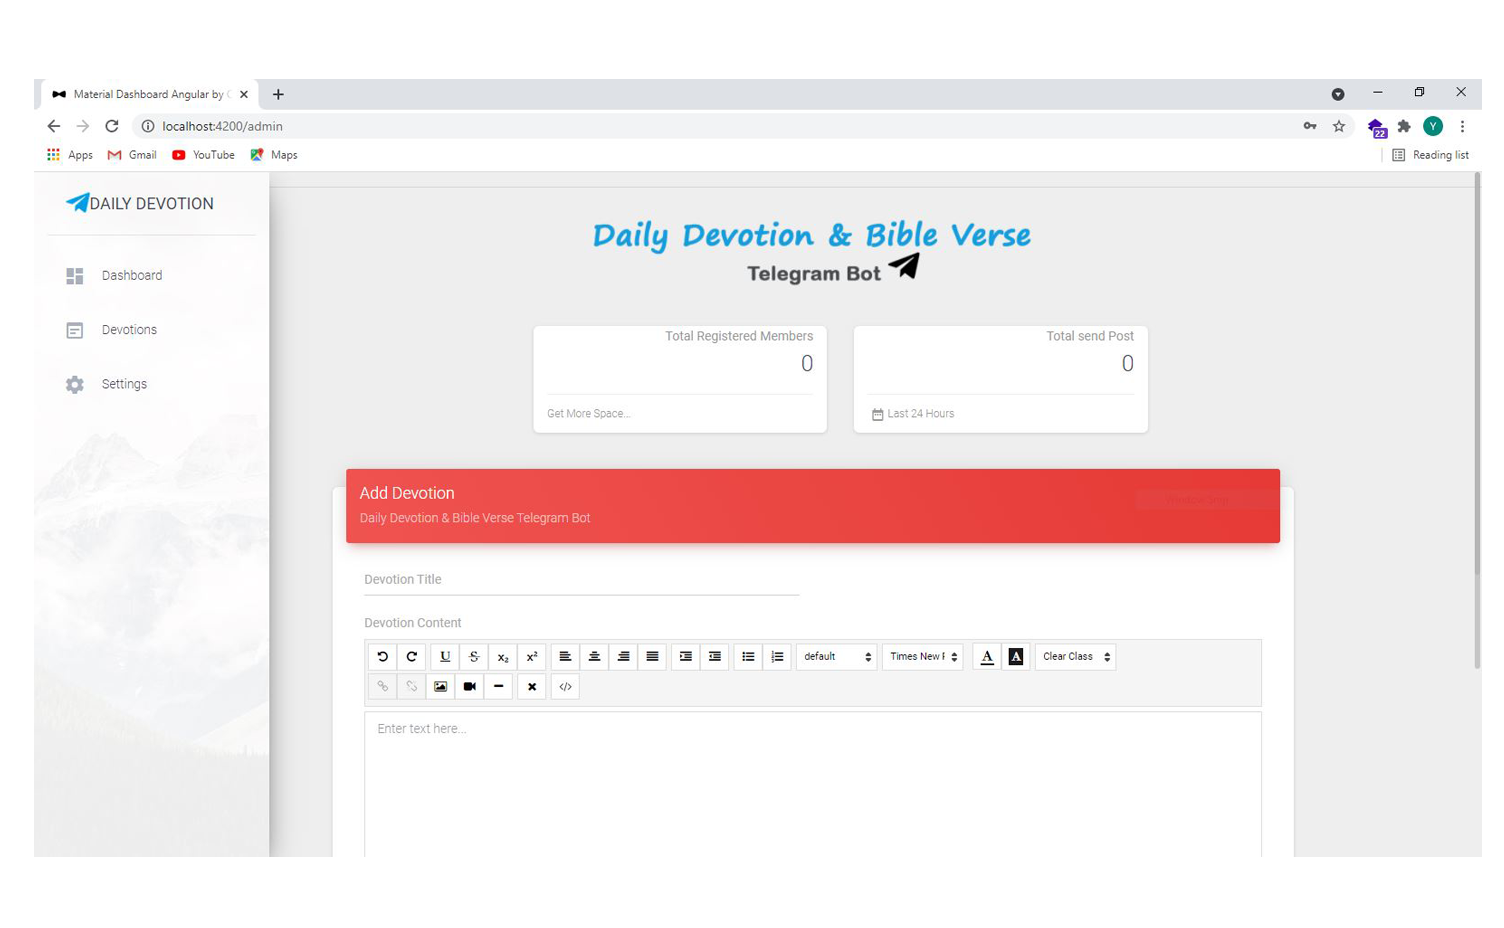 Material Dashboard Angular by
localhost:4200/admin
22
Y
Apps
Gmail
YouTube
Maps
Reading list
DAILY DEVOTION
Dashboard
Devotions
Settings
Daily Devotion & Bible Verse
Telegram Bot
Total Registered Members
0
Get More Space...
Total send Post
0
Last 24 Hours
Add Devotion
Daily Devotion & Bible Verse Telegram Bot
Devotion Title
Devotion Content
U S x₂ x² default Times New A A Clear Class
</>
Enter text here...